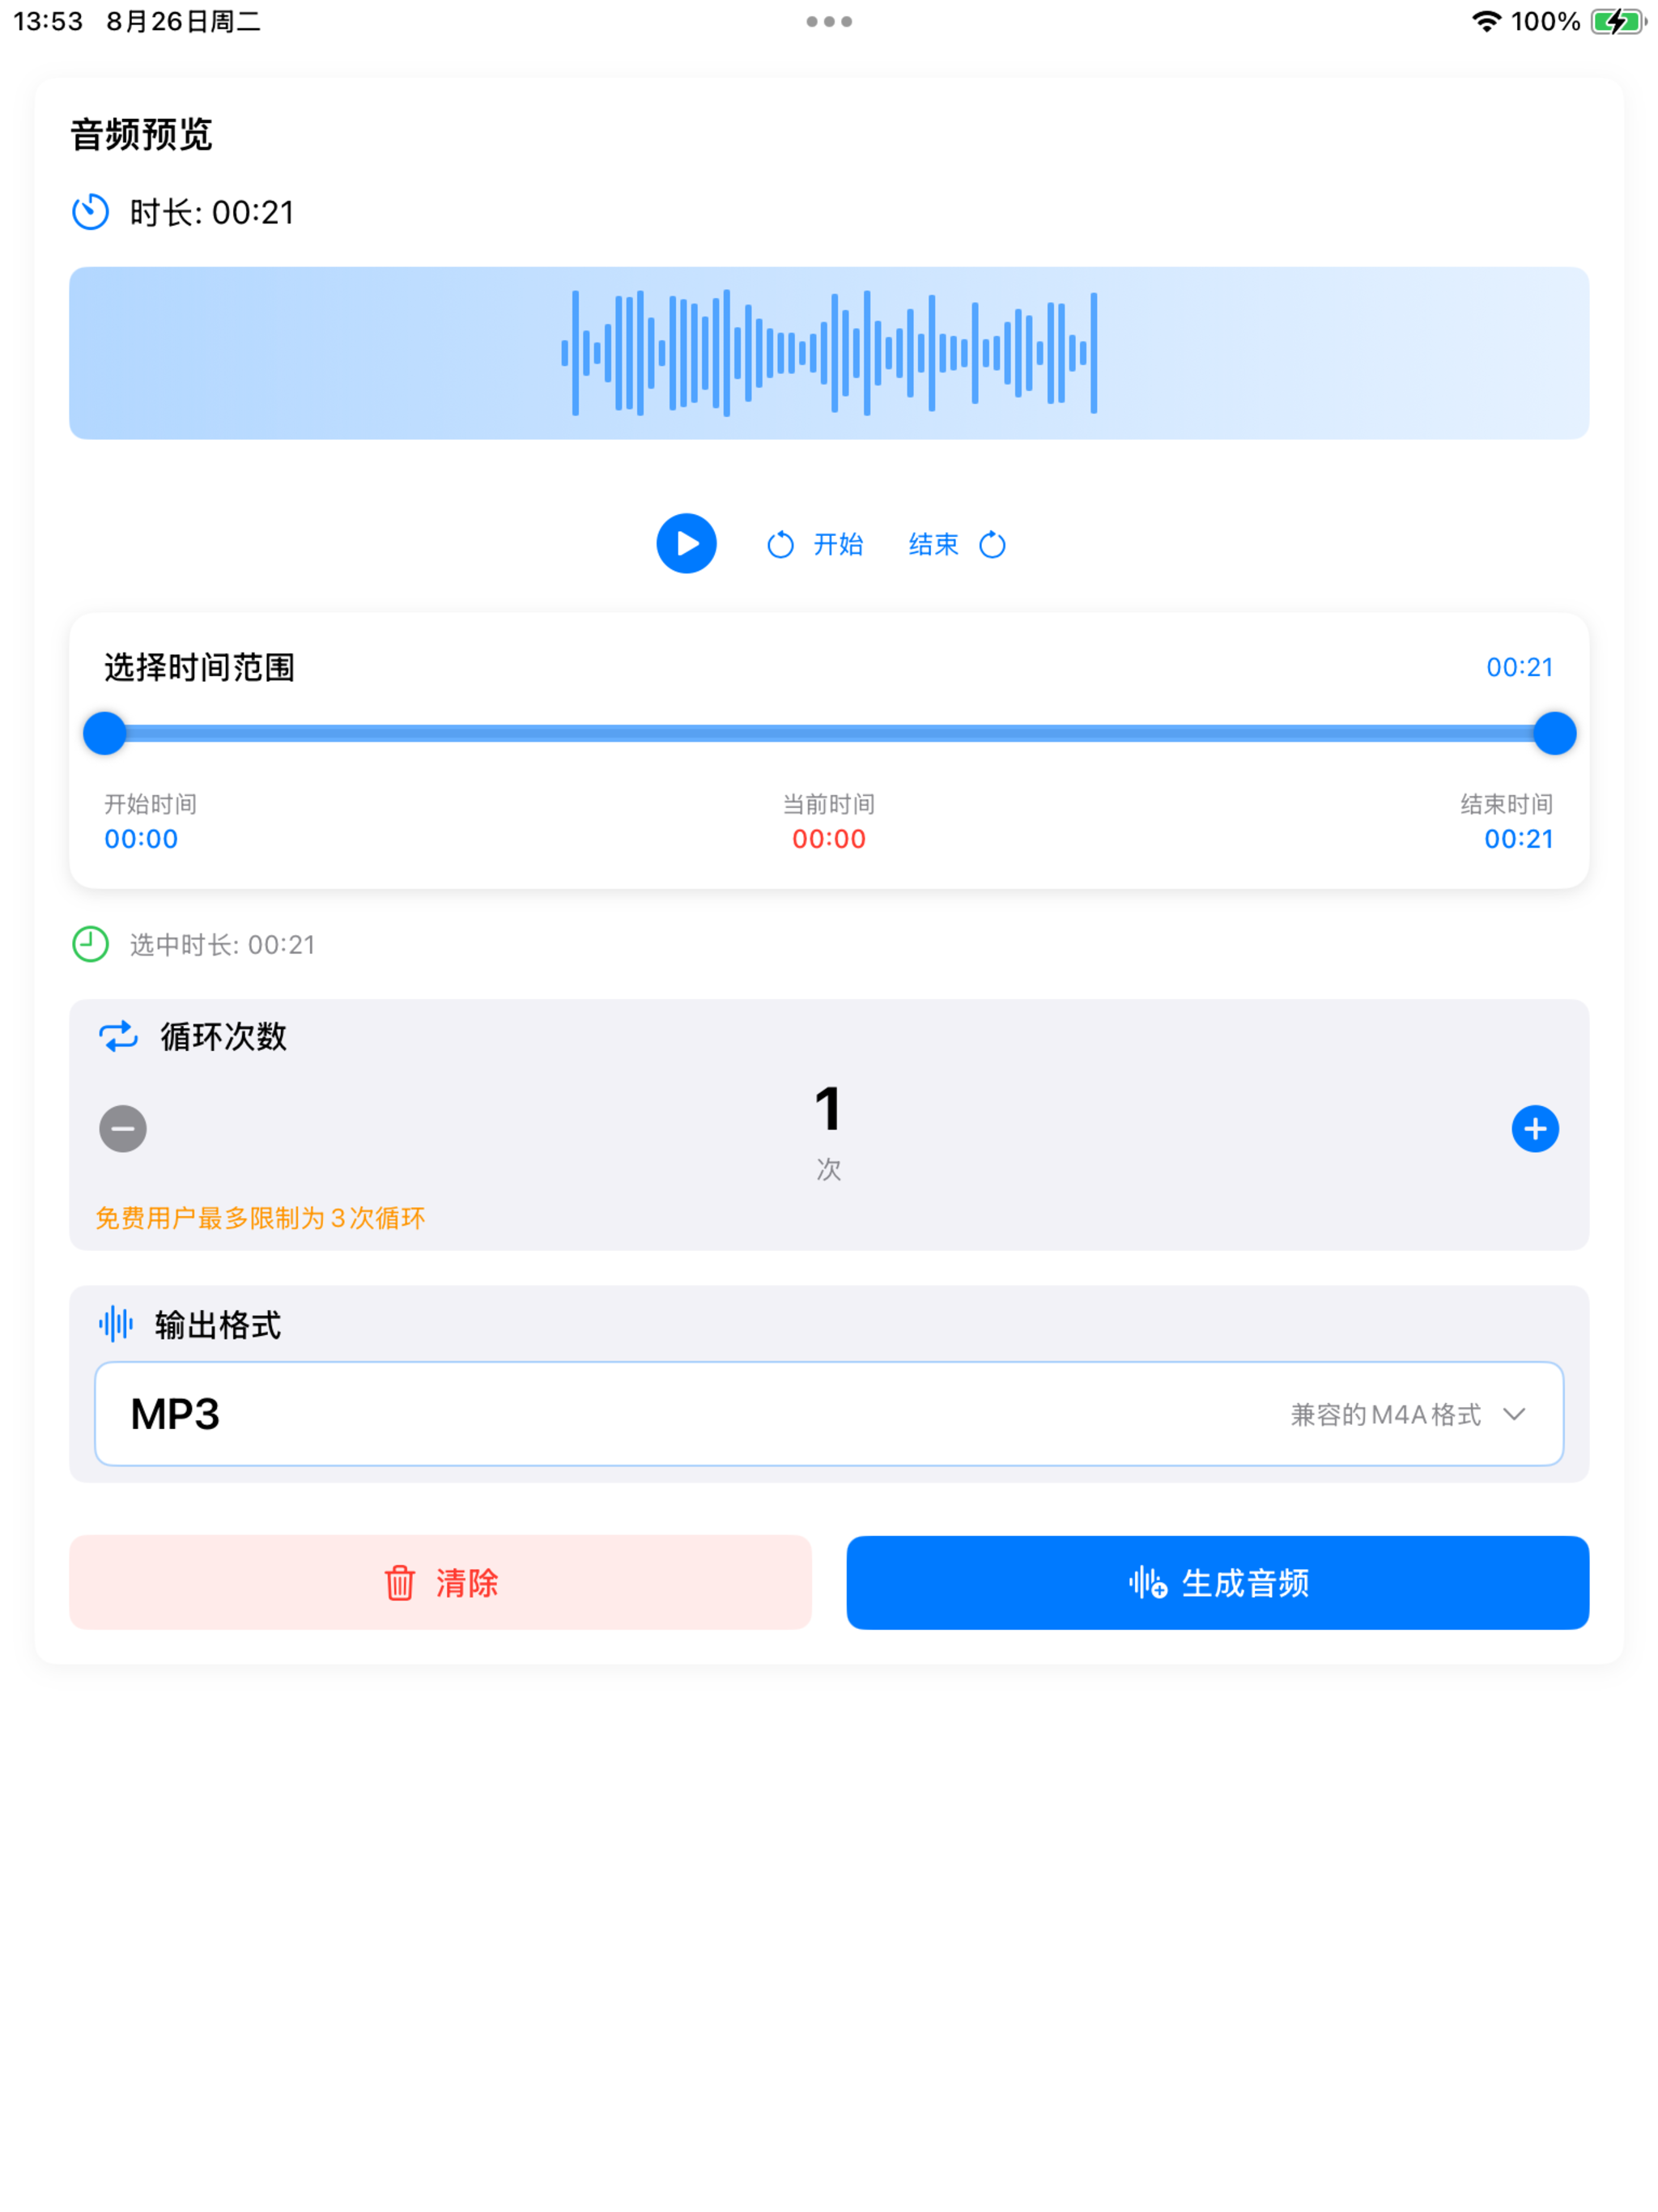 13:53 8月26日周二 100%
音频预览
时长: 00:21
开始 结束
选择时间范围 00:21
开始时间 当前时间 结束时间
00:00 00:00 00:21
选中时长: 00:21
循环次数
1
次
免费用户最多限制为3次循环
输出格式
MP3 兼容的M4A格式
清除 生成音频